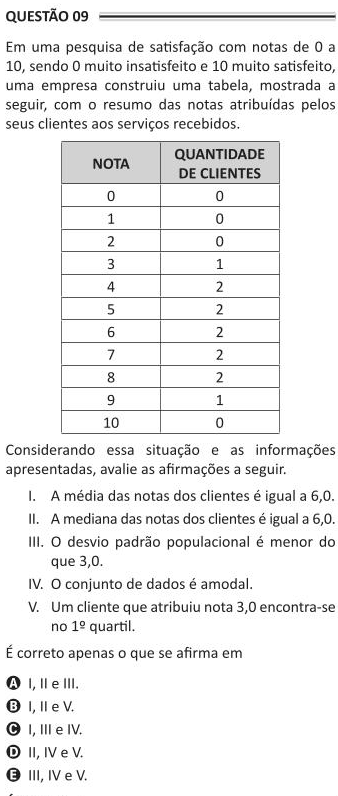 QUESTÃO 09
Em uma pesquisa de satisfação com notas de 0 a
10, sendo 0 muito insatisfeito e 10 muito satisfeito,
uma empresa construiu uma tabela, mostrada a
seguir, com o resumo das notas atribuídas pelos
seus clientes aos serviços recebidos.
NOTA QUANTIDADE DE CLIENTES
0 0
1 0
2 0
3 1
4 2
5 2
6 2
7 2
8 2
9 1
10 0
Considerando essa situação e as informações
apresentadas, avalie as afirmações a seguir.
I. A média das notas dos clientes é igual a 6,0.
II. A mediana das notas dos clientes é igual a 6,0.
III. O desvio padrão populacional é menor do
que 3,0.
IV. O conjunto de dados é amodal.
V. Um cliente que atribuiu nota 3,0 encontra-se
no 1º quartil.
É correto apenas o que se afirma em
A I, II e III.
B I, II e V.
C I, III e IV.
D II, IV e V.
E III, IV e V.